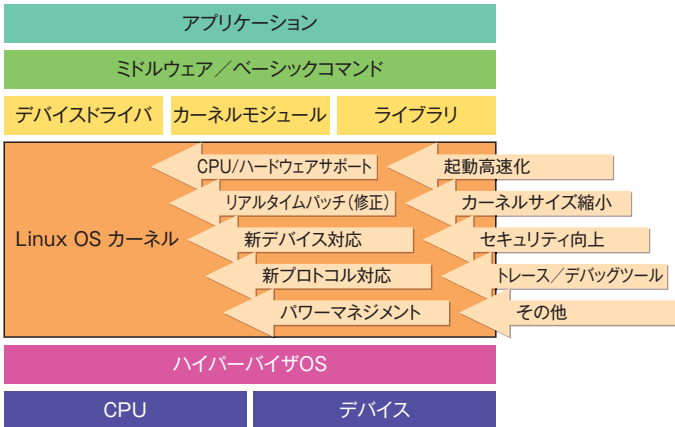 アプリケーション
ミドルウェア／ベーシックコマンド
デバイスドライバ
カーネルモジュール
ライブラリ
Linux OS カーネル
CPU/ハードウェアサポート
起動高速化
リアルタイムパッチ（修正）
カーネルサイズ縮小
新デバイス対応
セキュリティ向上
新プロトコル対応
トレース／デバッグツール
パワーマネジメント
その他
ハイパーバイザOS
CPU
デバイス